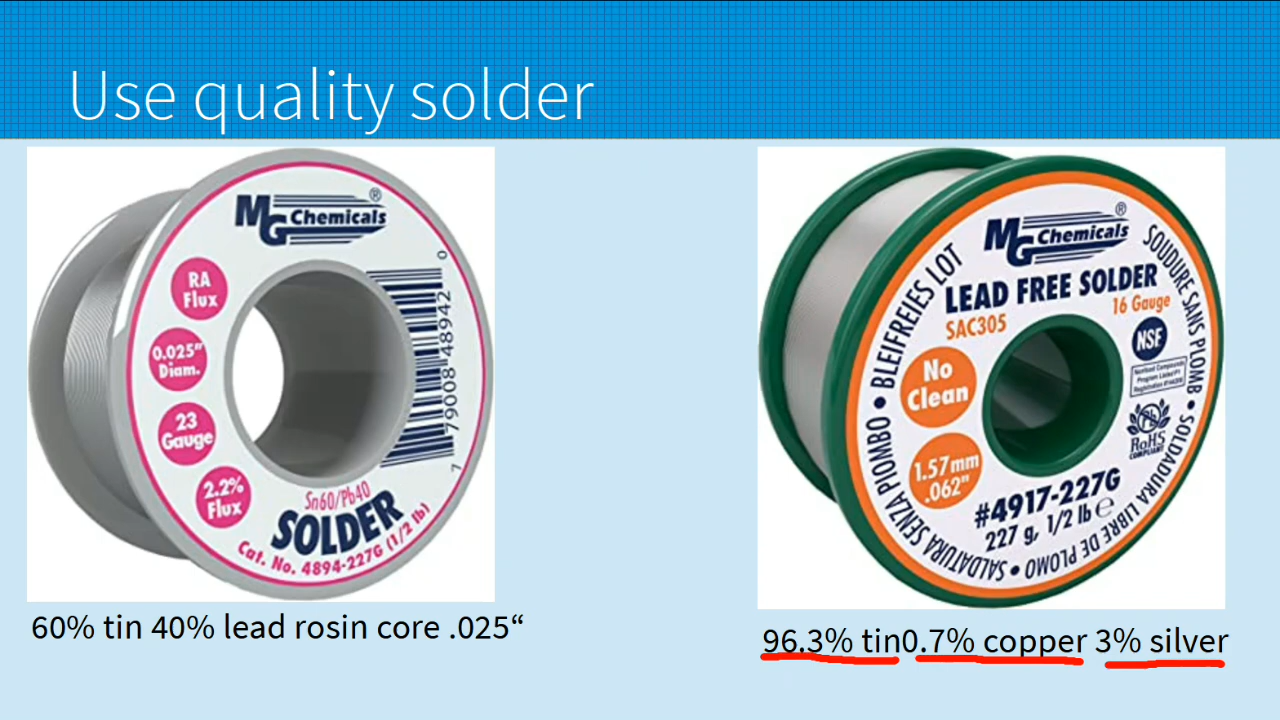 Use quality solder
MG Chemicals ®
RA
Flux
0.025" Diam.
23
Gauge
2.2%
Flux
Sn60/Pb40
SOLDER
Cat. No. 4894-227G (1/2 lb)
7 79008 48942 0
60% tin 40% lead rosin core .025“
MG Chemicals ®
LEAD FREE SOLDER
SAC305
16 Gauge
No
Clean
NSF
1.57mm
.062"
Pb
RoHS
COMPLIANT
#4917-227G
227 g, 1/2 lb ℮
BLEIFREIES LOT • SOUDURE SANS PLOMB • SOLDADURA LIBRE DE PLOMO • SALDATURA SENZA PIOMBO •
96.3% tin0.7% copper 3% silver